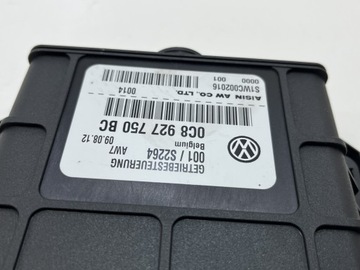 GETRIEBESTEUERUNG
001 / S2264 AW7
Belgium 09.08.12
0C8 927 750 BC
AISIN AW CO., LTD. 0014
S1WC0002016
0000 001